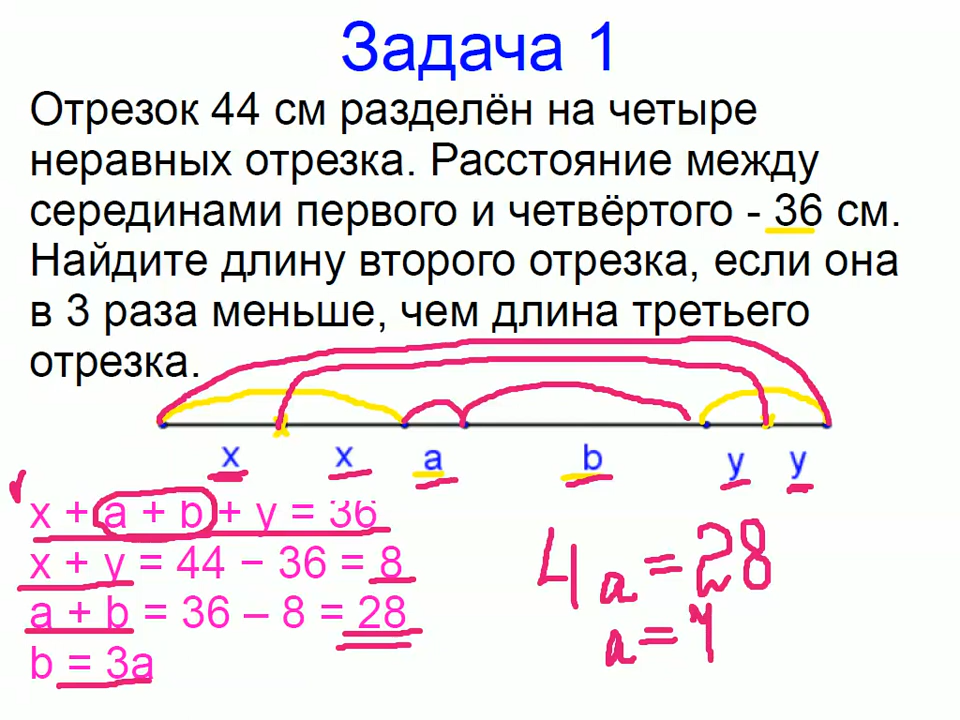 Задача 1
Отрезок 44 см разделён на четыре
неравных отрезка. Расстояние между
серединами первого и четвёртого - 36 см.
Найдите длину второго отрезка, если она
в 3 раза меньше, чем длина третьего
отрезка.
x x a b y y
x + a + b + y = 36
x + y = 44 − 36 = 8
a + b = 36 – 8 = 28
b = 3a
4a = 28
a = 7